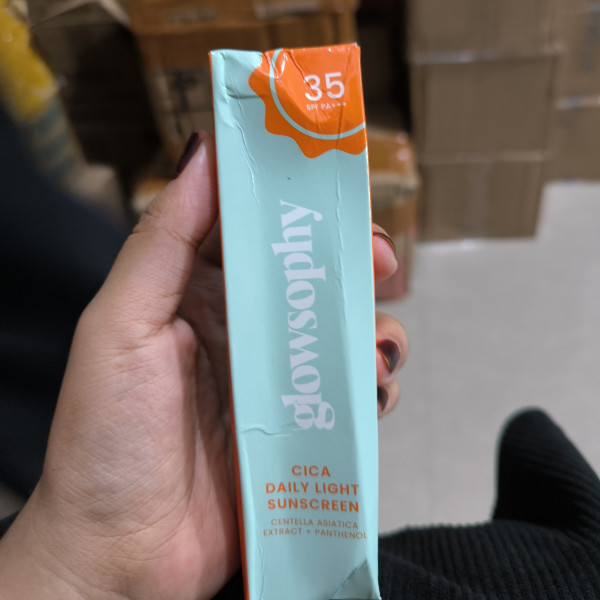 35
SPF PA+++
glowsophy
CICA
DAILY LIGHT
SUNSCREEN
CENTELLA ASIATICA
EXTRACT + PANTHENOL